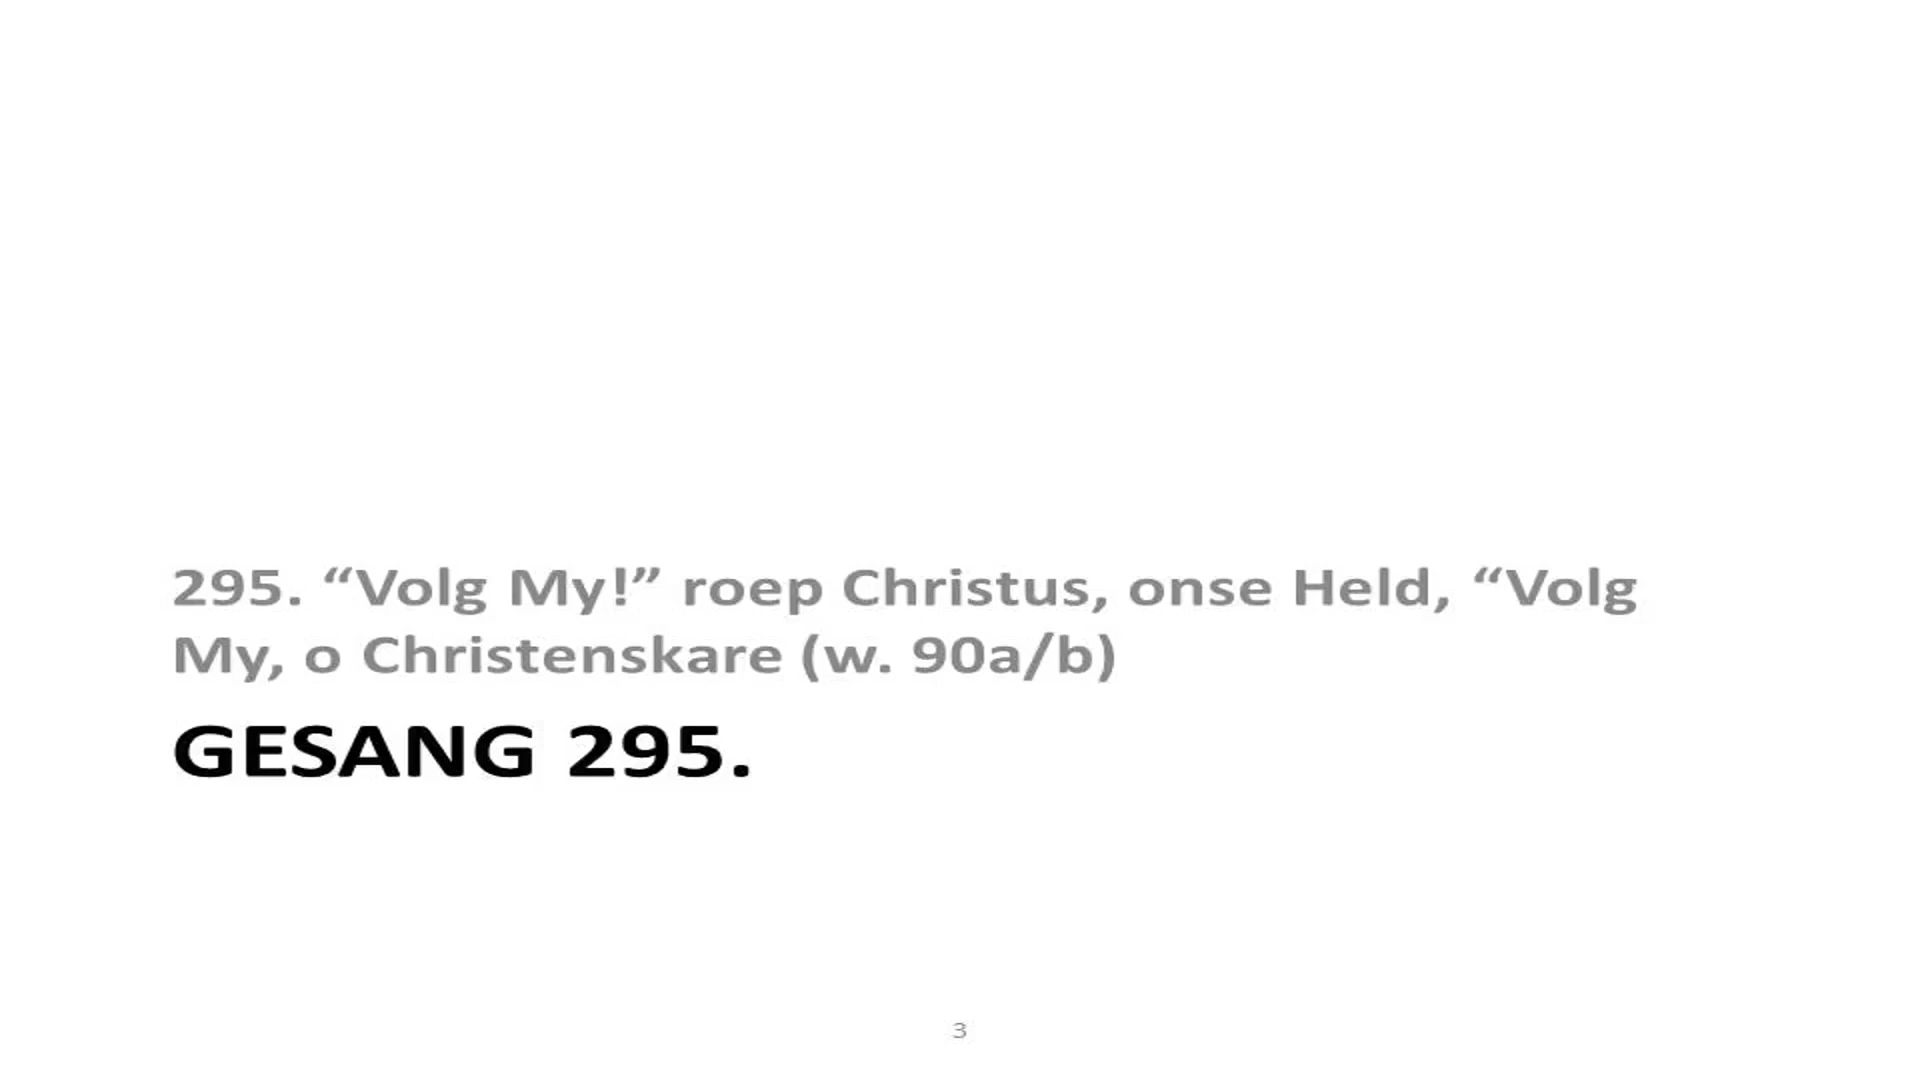 295. “Volg My!” roep Christus, onse Held, “Volg
My, o Christenskare (w. 90a/b)
GESANG 295.
3